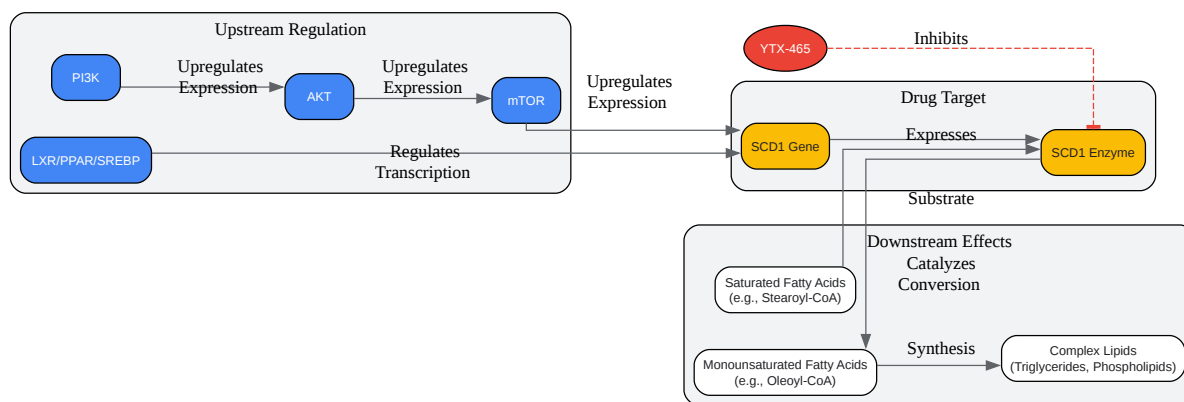 Upstream Regulation
PI3K
Upregulates
Expression
AKT
Upregulates
Expression
mTOR
Upregulates
Expression
LXR/PPAR/SREBP
Regulates
Transcription
YTX-465
Inhibits
Drug Target
SCD1 Gene
Expresses
SCD1 Enzyme
Substrate
Downstream Effects
Catalyzes
Conversion
Saturated Fatty Acids
(e.g., Stearoyl-CoA)
Monounsaturated Fatty Acids
(e.g., Oleoyl-CoA)
Synthesis
Complex Lipids
(Triglycerides, Phospholipids)